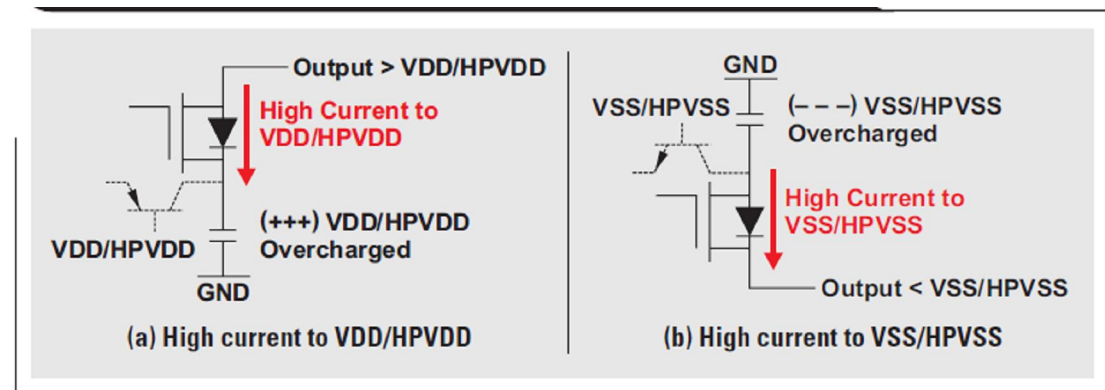 Output > VDD/HPVDD
High Current to
VDD/HPVDD
(+++) VDD/HPVDD
Overcharged
VDD/HPVDD
GND
(a) High current to VDD/HPVDD
GND
VSS/HPVSS
(– – –) VSS/HPVSS
Overcharged
High Current to
VSS/HPVSS
Output < VSS/HPVSS
(b) High current to VSS/HPVSS